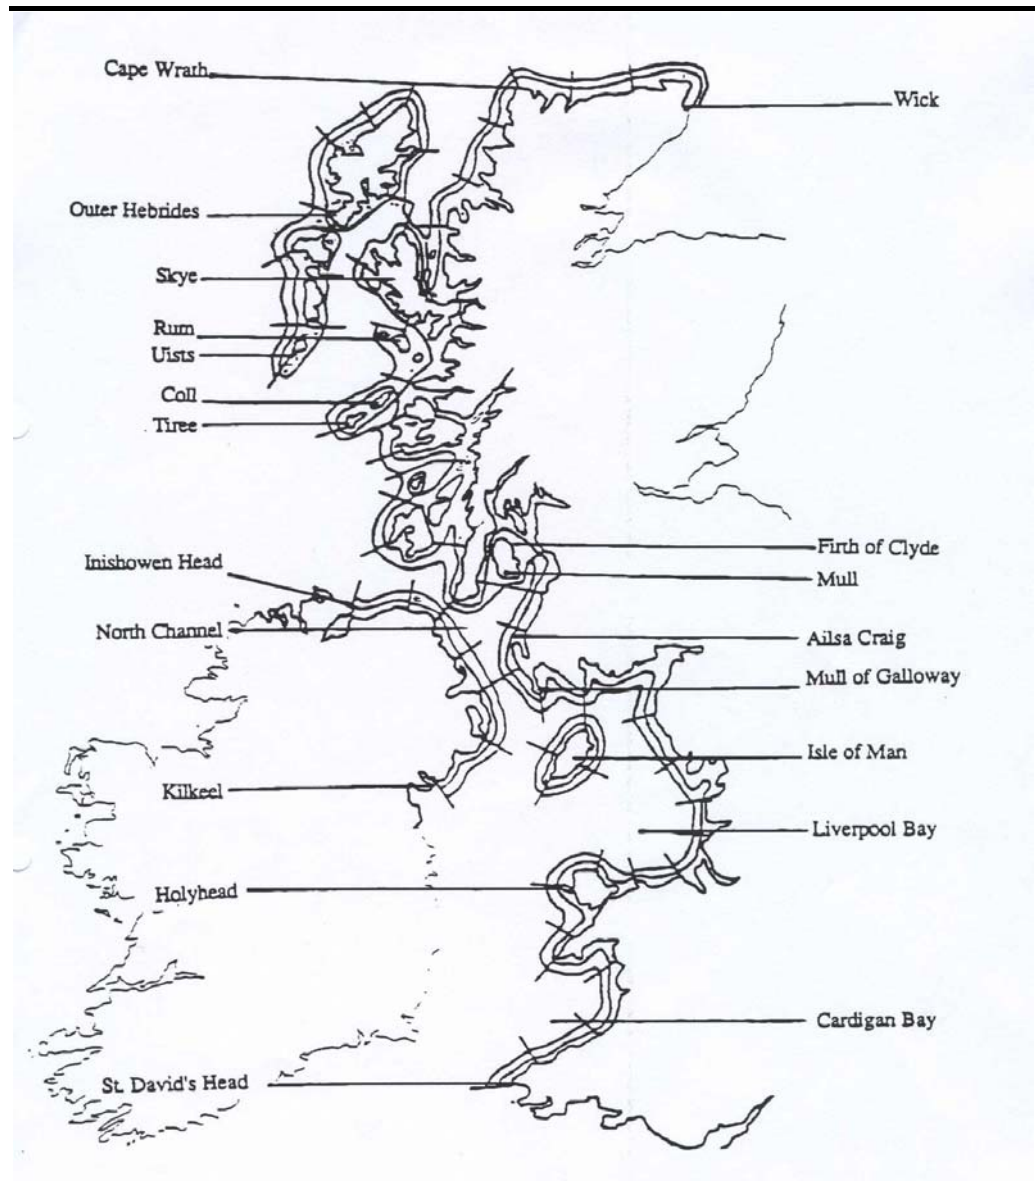 Cape Wrath
Wick
Outer Hebrides
Skye
Rum
Uists
Coll
Tiree
Firth of Clyde
Inishowen Head
Mull
North Channel
Ailsa Craig
Mull of Galloway
Isle of Man
Kilkeel
Liverpool Bay
Holyhead
Cardigan Bay
St. David's Head